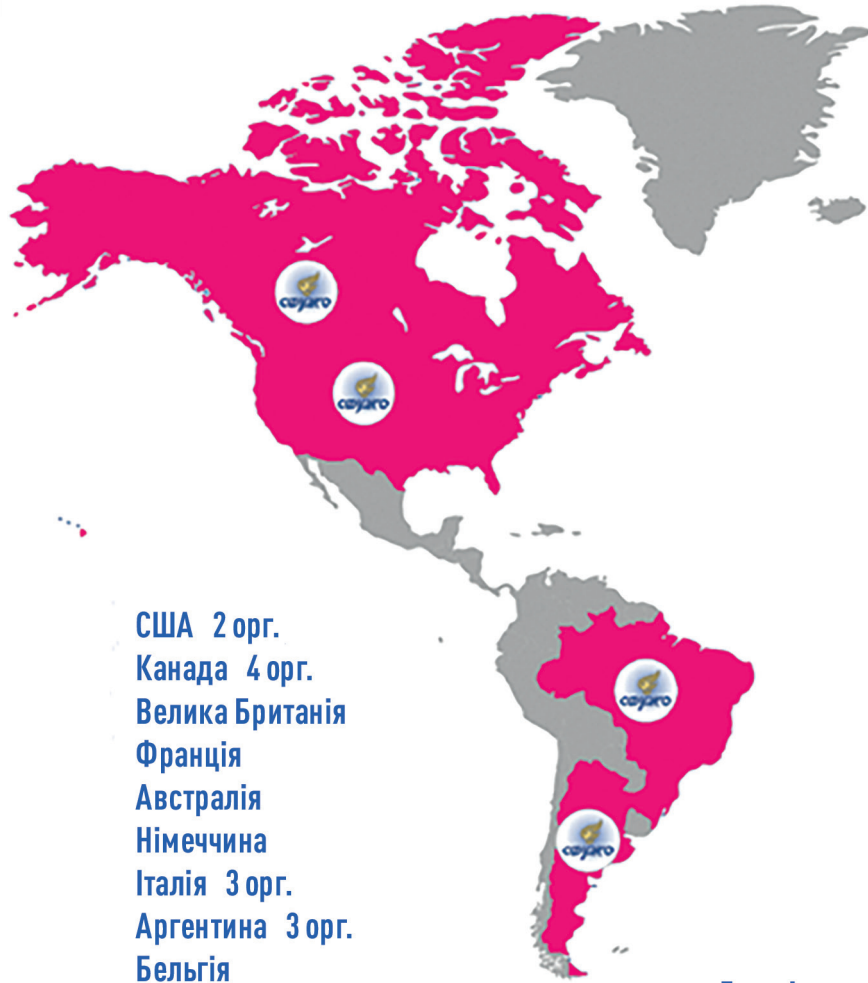 США 2 орг.
Канада 4 орг.
Велика Британія
Франція
Австралія
Німеччина
Італія 3 орг.
Аргентина 3 орг.
Бельгія